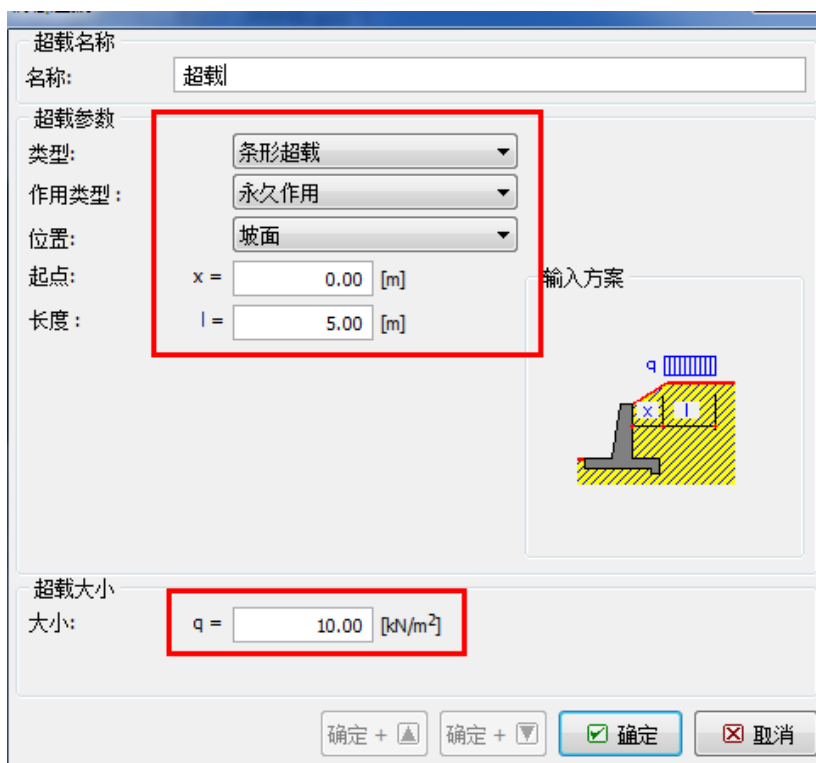 超载名称
名称: 超载
超载参数
类型: 条形超载
作用类型: 永久作用
位置: 坡面
起点: x = 0.00 [m]
长度: l = 5.00 [m]
输入方案
q
x l
超载大小
大小: q = 10.00 [kN/m²]
确定 + 确定 + 确定 取消